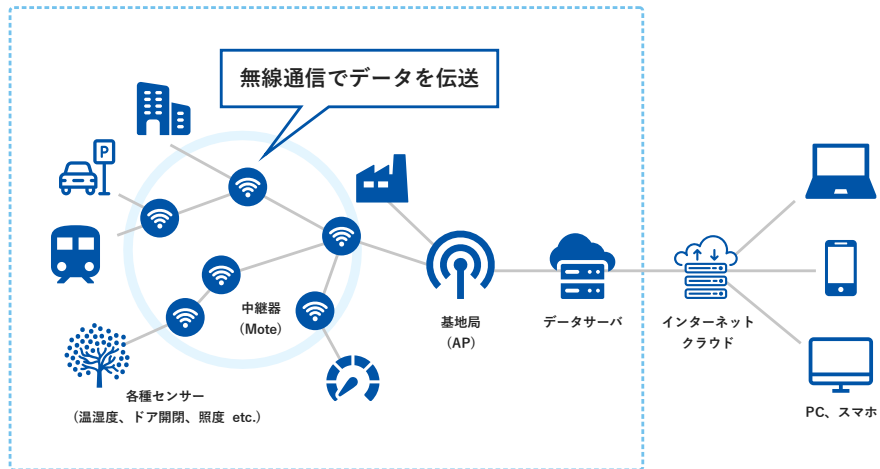 無線通信でデータを伝送
P
中継器
（Mote）
基地局
（AP）
データサーバ
インターネット
クラウド
各種センサー
（温湿度、ドア開閉、照度 etc.）
PC、スマホ